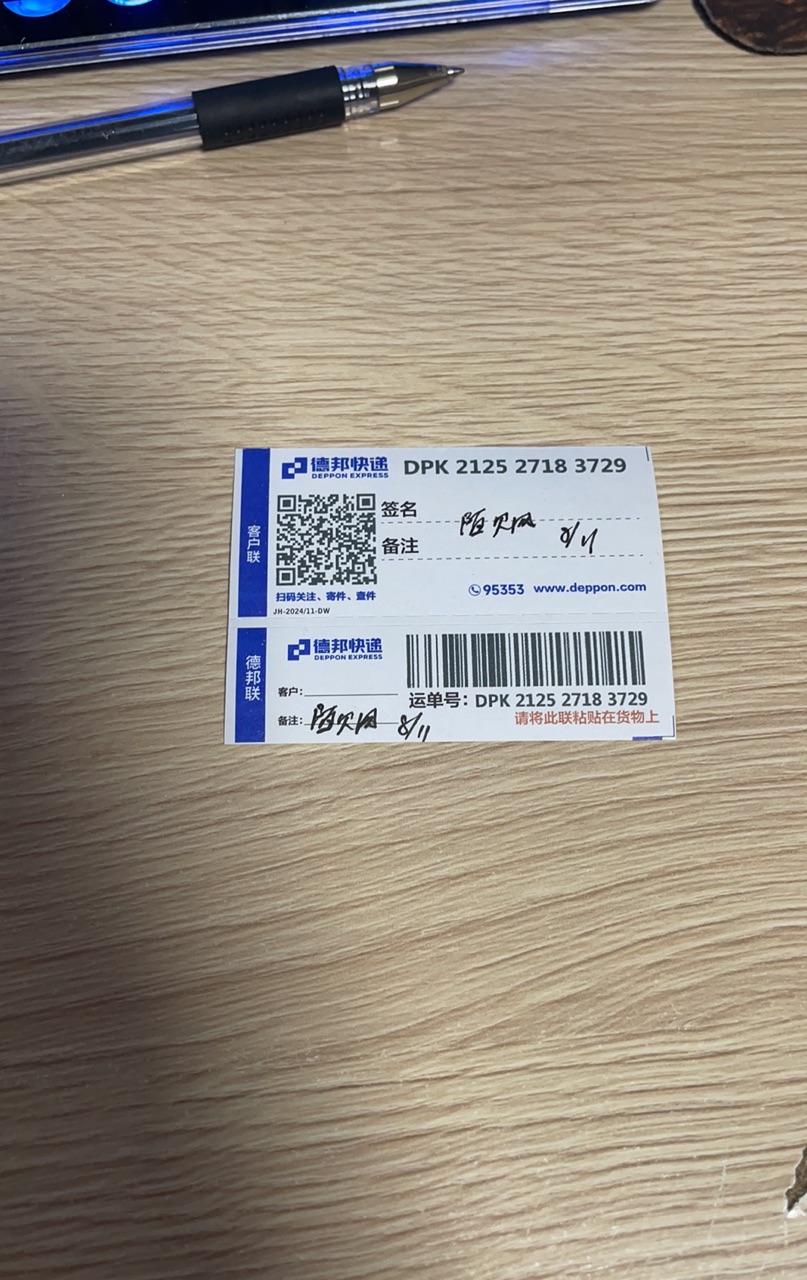 客户联
德邦快递 DPK 2125 2718 3729
DEPPON EXPRESS
签名
备注 8/11
扫码关注、寄件、查件 95353 www.deppon.com
JH-2024/11-DW
德邦联
德邦快递
DEPPON EXPRESS
客户:
运单号: DPK 2125 2718 3729
备注: 8/11
请将此联粘贴在货物上